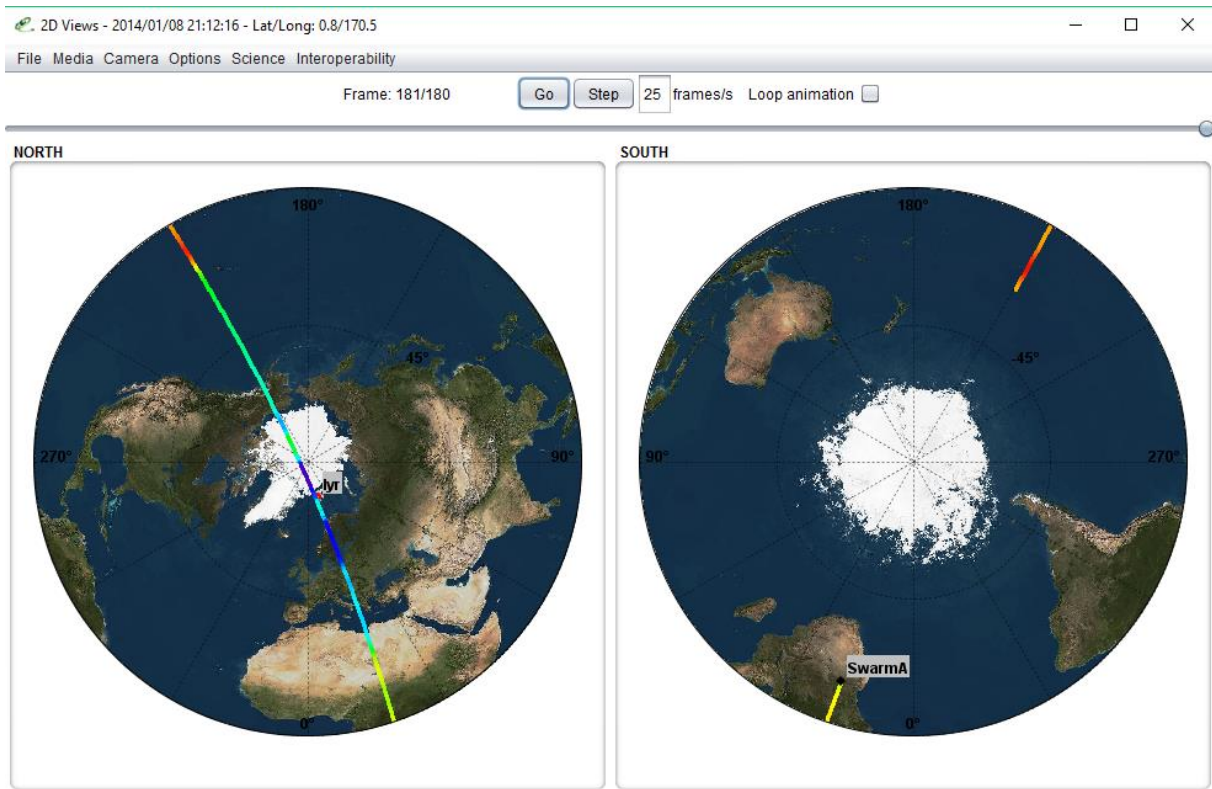 2D Views - 2014/01/08 21:12:16 - Lat/Long: 0.8/170.5
File Media Camera Options Science Interoperability
Frame: 181/180 Go Step 25 frames/s Loop animation
NORTH
180°
45°
270°
90°
lyr
0°
SOUTH
180°
-45°
90°
270°
SwarmA
0°